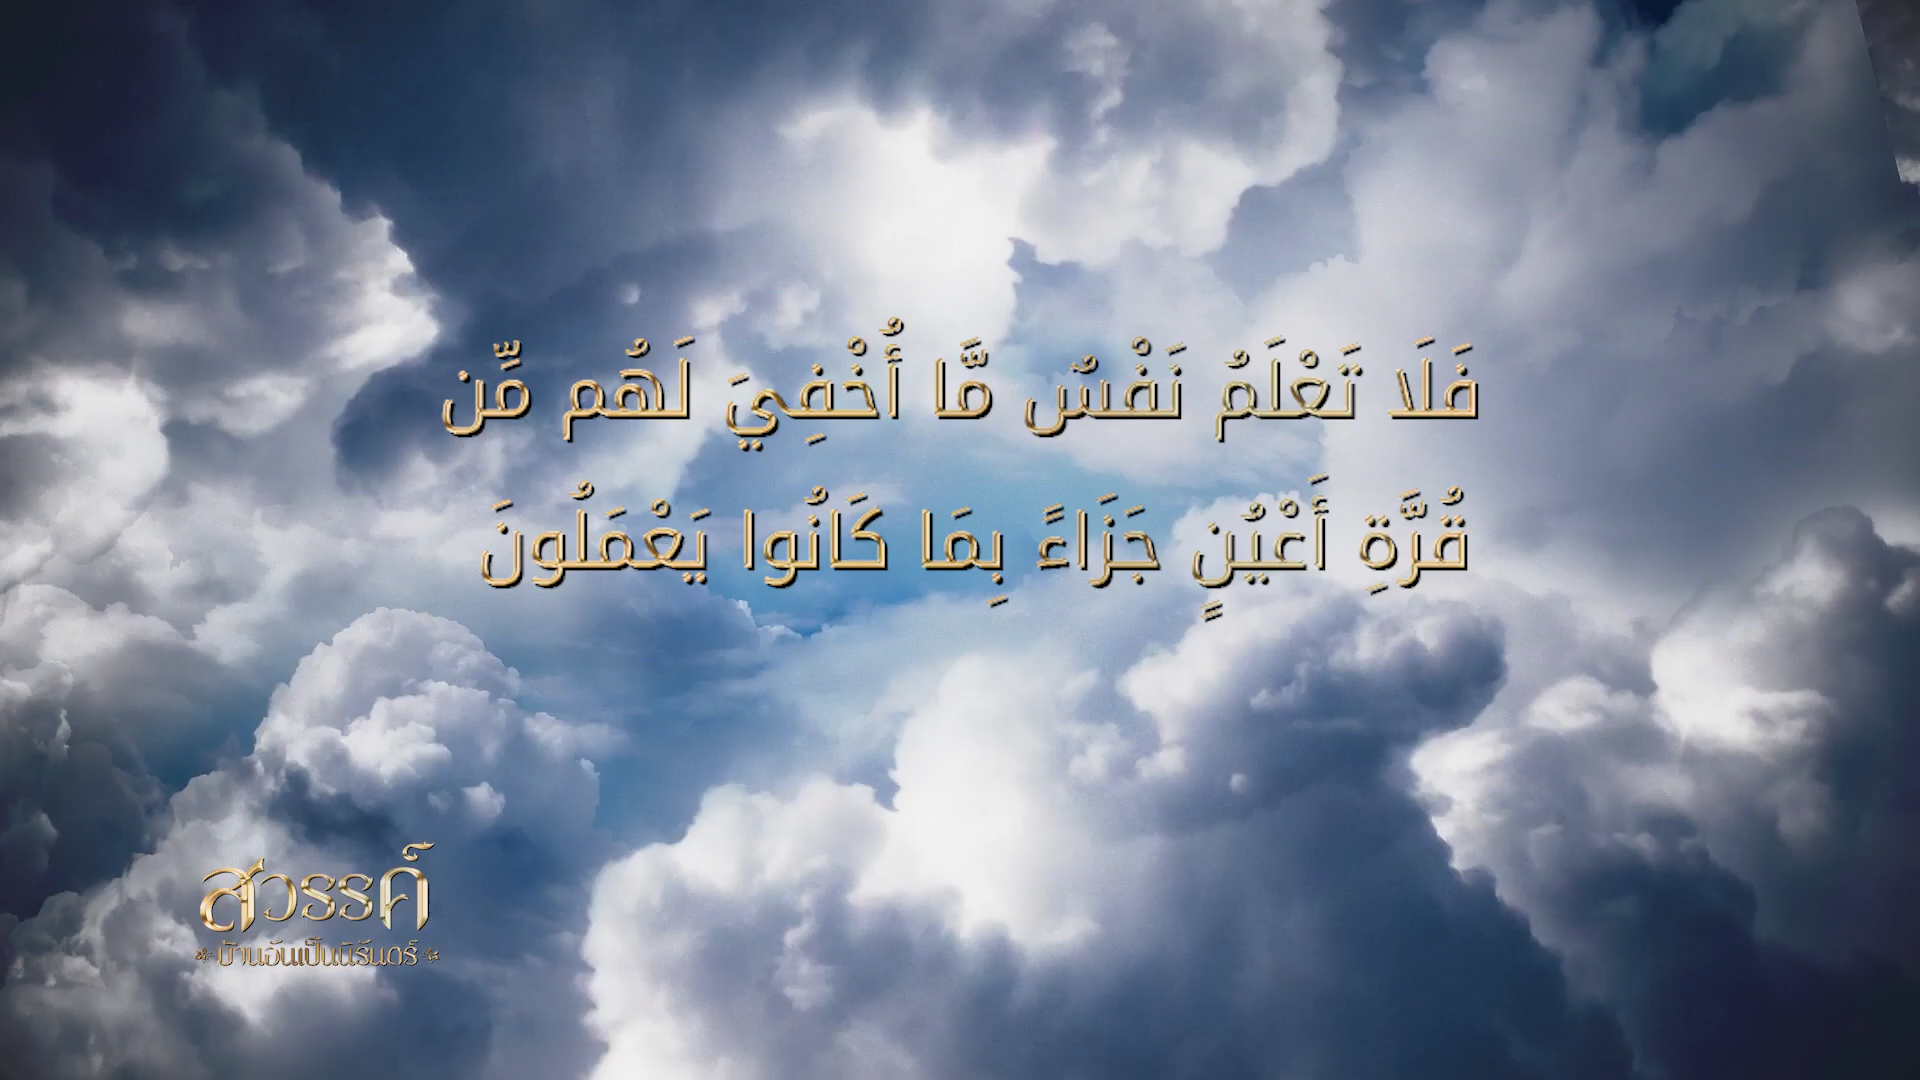 فَلَا تَعْلَمُ نَفْسٌ مَّا أُخْفِيَ لَهُم مِّن
قُرَّةِ أَعْيُنٍ جَزَاءً بِمَا كَانُوا يَعْمَلُونَ
สวรรค์
บ้านอันเป็นนิรันดร์